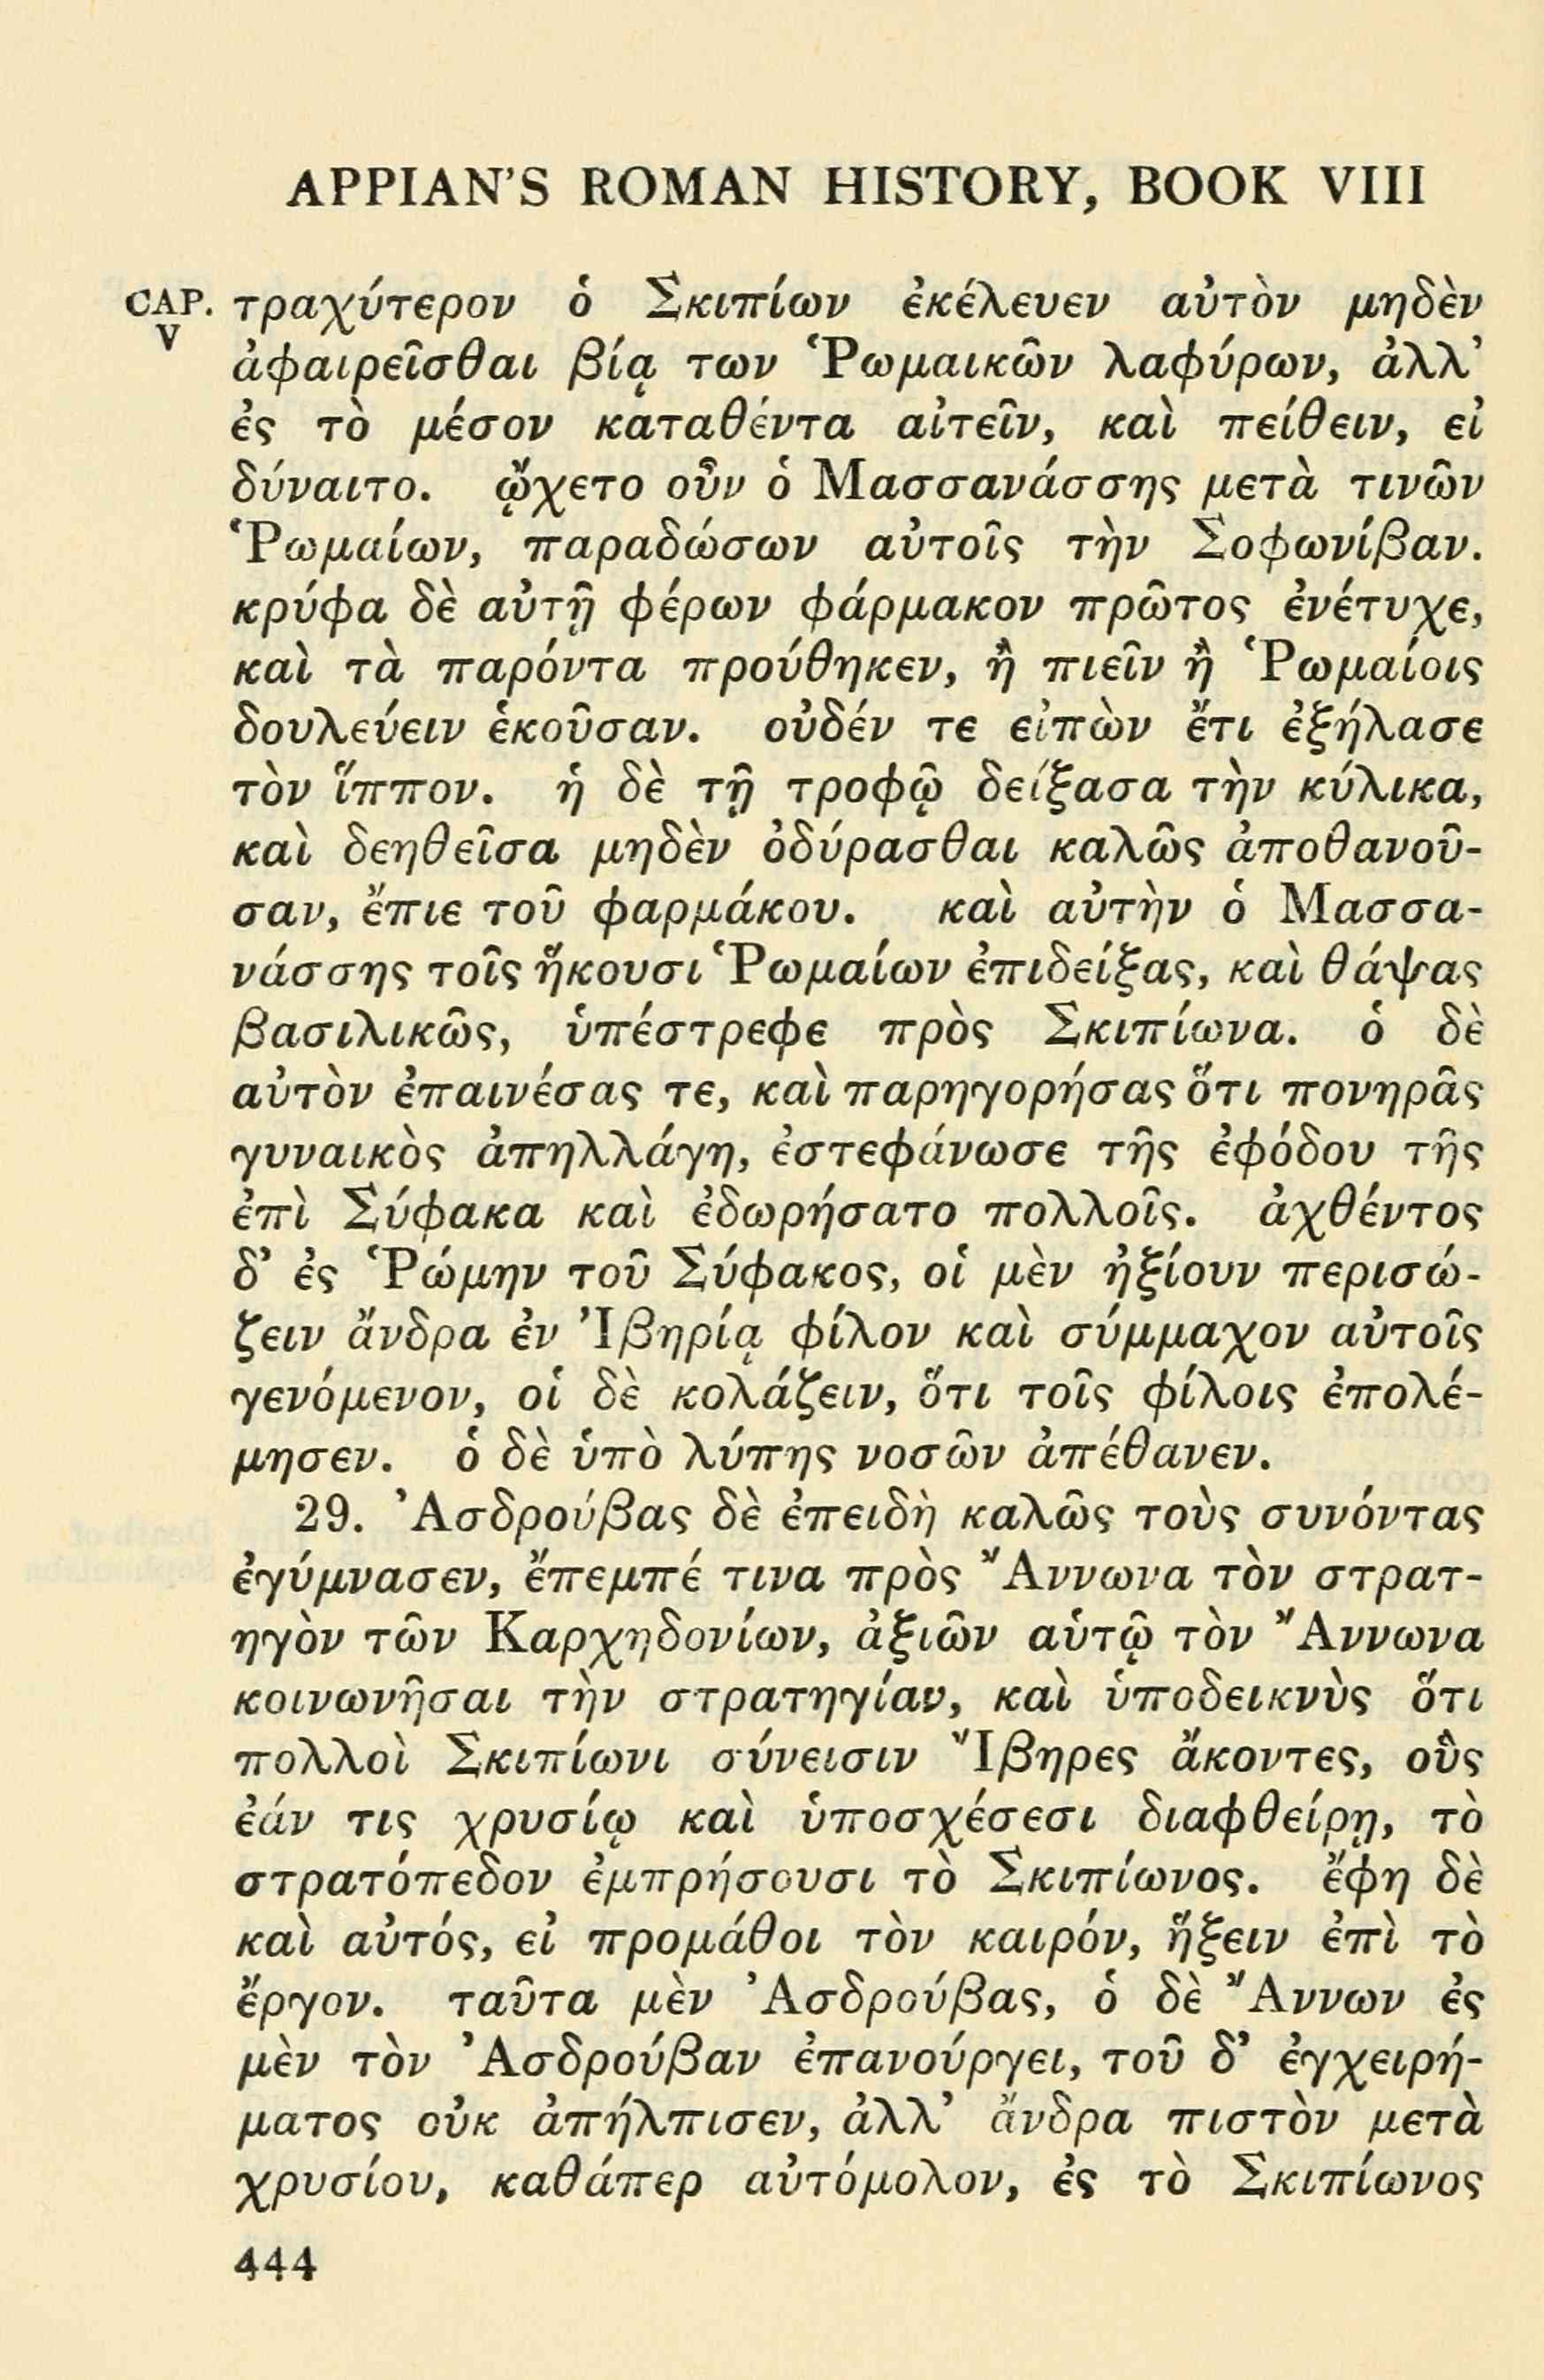 APPIAN'S ROMAN HISTORY, BOOK VIII
CAP. V
τραχύτερον ὁ Σκιπίων ἐκέλευεν αὐτὸν μηδὲν
ἀφαιρεῖσθαι βίᾳ των Ῥωμαικῶν λαφύρων, ἀλλ'
ἐς τὸ μέσον καταθέντα αἰτεῖν, καὶ πείθειν, εἰ
δύναιτο. ᾤχετο οὖν ὁ Μασσανάσσης μετὰ τινῶν
Ῥωμαίων, παραδώσων αὐτοῖς τὴν Σοφωνίβαν.
κρύφα δὲ αὐτῇ φέρων φάρμακον πρῶτος ἐνέτυχε,
καὶ τὰ παρόντα προύθηκεν, ἢ πιεῖν ἢ Ῥωμαίοις
δουλεύειν ἑκοῦσαν. οὐδέν τε εἰπὼν ἔτι ἐξήλασε
τὸν ἵππον. ἡ δὲ τῇ τροφῷ δείξασα τὴν κύλικα,
καὶ δεηθεῖσα μηδὲν ὀδύρασθαι καλῶς ἀποθανοῦ-
σαν, ἔπιε τοῦ φαρμάκου. καὶ αὐτὴν ὁ Μασσα-
νάσσης τοῖς ἥκουσι Ῥωμαίων ἐπιδείξας, καὶ θάψας
βασιλικῶς, ὑπέστρεφε πρὸς Σκιπίωνα. ὁ δὲ
αὐτὸν ἐπαινέσας τε, καὶ παρηγορήσας ὅτι πονηρᾶς
γυναικὸς ἀπηλλάγη, ἐστεφάνωσε τῆς ἐφόδου τῆς
ἐπὶ Σύφακα καὶ ἐδωρήσατο πολλοῖς. ἀχθέντος
δ' ἐς Ῥώμην τοῦ Σύφακος, οἱ μὲν ἠξίουν περισώ-
ζειν ἄνδρα ἐν Ἰβηρίᾳ φίλον καὶ σύμμαχον αὐτοῖς
γενόμενον, οἱ δὲ κολάζειν, ὅτι τοῖς φίλοις ἐπολέ-
μησεν. ὁ δὲ ὑπὸ λύπης νοσῶν ἀπέθανεν.
29. Ἀσδρούβας δὲ ἐπειδὴ καλῶς τοὺς συνόντας
ἐγύμνασεν, ἔπεμπέ τινα πρὸς Ἄννωνα τὸν στρατ-
ηγὸν τῶν Καρχηδονίων, ἀξιῶν αὑτῷ τὸν Ἄννωνα
κοινωνῆσαι τὴν στρατηγίαν, καὶ ὑποδεικνὺς ὅτι
πολλοὶ Σκιπίωνι σύνεισιν Ἴβηρες ἄκοντες, οὓς
ἐάν τις χρυσίῳ καὶ ὑποσχέσεσι διαφθείρῃ, τὸ
στρατόπεδον ἐμπρήσουσι τὸ Σκιπίωνος. ἔφη δὲ
καὶ αὐτός, εἰ προμάθοι τὸν καιρόν, ἥξειν ἐπὶ τὸ
ἔργον. ταῦτα μὲν Ἀσδρούβας, ὁ δὲ Ἄννων ἐς
μὲν τὸν Ἀσδρούβαν ἐπανούργει, τοῦ δ' ἐγχειρή-
ματος οὐκ ἀπήλπισεν, ἀλλ' ἄνδρα πιστὸν μετὰ
χρυσίου, καθάπερ αὐτόμολον, ἐς τὸ Σκιπίωνος
444